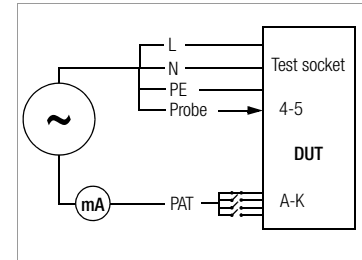 L
N Test socket
PE
Probe 4-5
~
DUT
mA PAT A-K